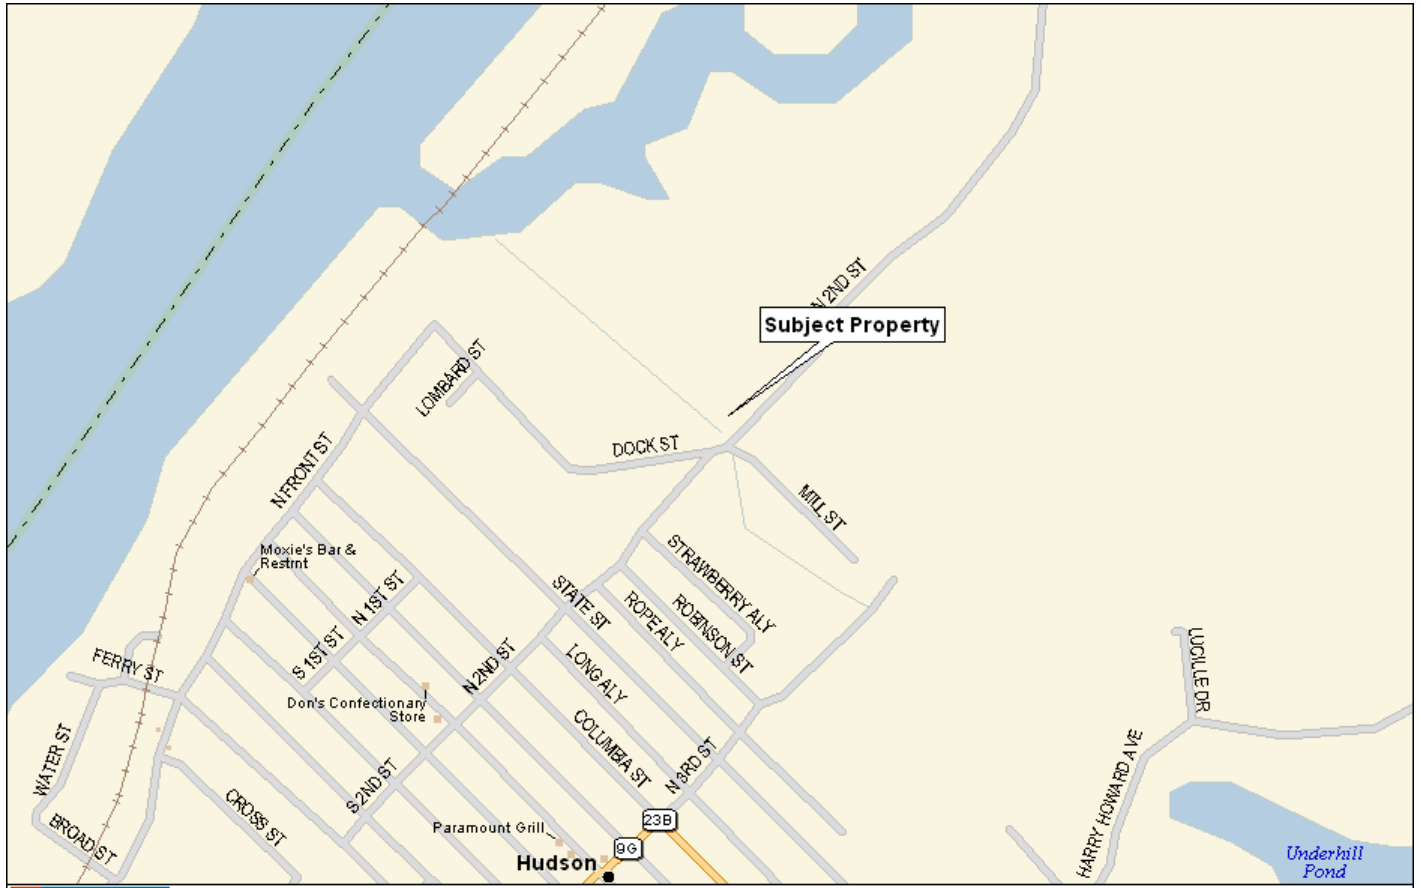 N 2ND ST
Subject Property
LOMBARD ST
DOCK ST
N FRONT ST
MILL ST
Moxie's Bar &
Restrnt
STRAWBERRY ALY
N 1ST ST
STATE ST
ROPE ALY
ROBINSON ST
S 1ST ST
FERRY ST
N 2ND ST
LONG ALY
LUCILLE DR
Don's Confectionary
Store
COLUMBIA ST
WATER ST
N 3RD ST
HARRY HOWARD AVE
S 2ND ST
CROSS ST
BROAD ST
23B
Paramount Grill
9G
Hudson
Underhill
Pond